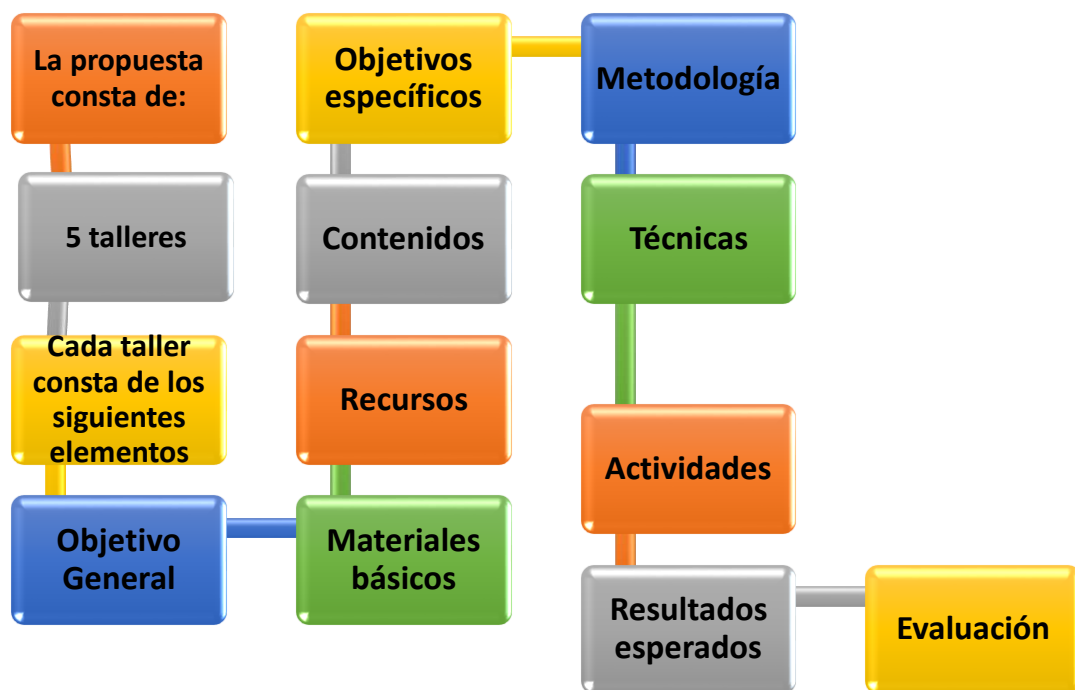 La propuesta
consta de:
5 talleres
Cada taller
consta de los
siguientes
elementos
Objetivo
General
Materiales
básicos
Recursos
Contenidos
Objetivos
específicos
Metodología
Técnicas
Actividades
Resultados
esperados
Evaluación